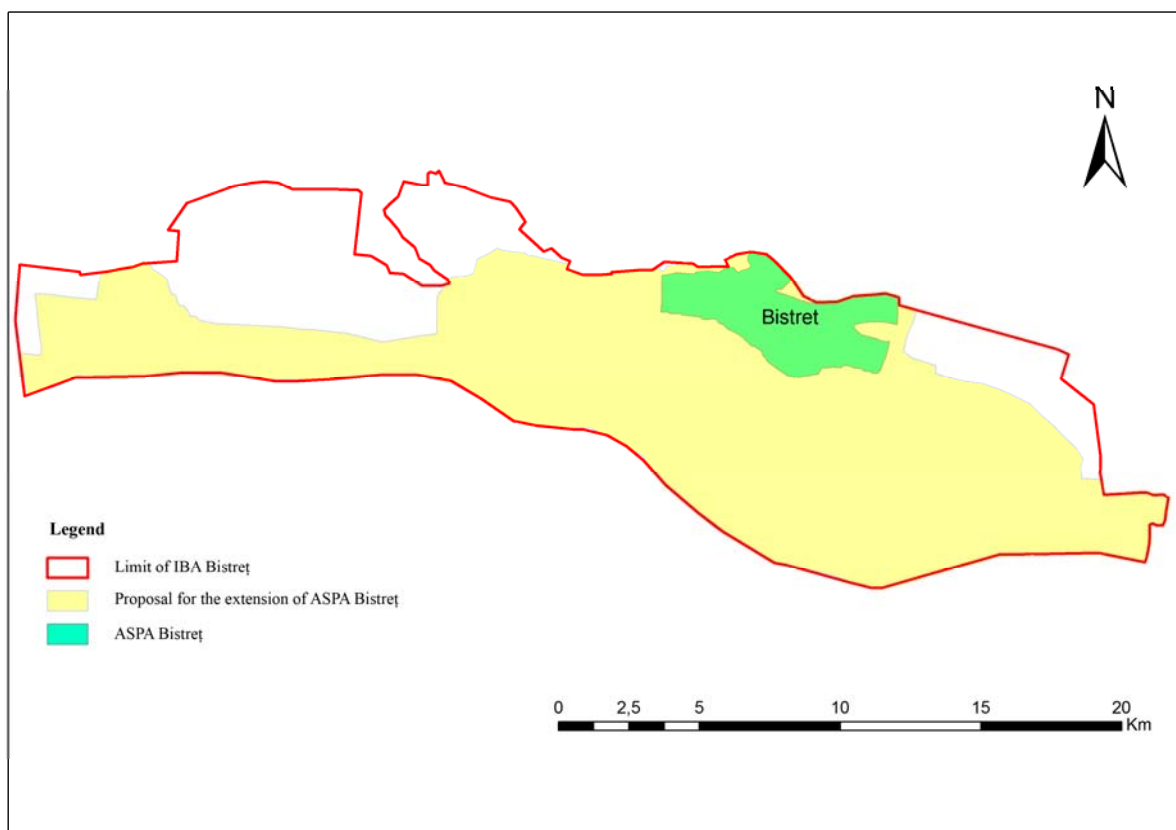 N
Bistret
Legend
Limit of IBA Bistreț
Proposal for the extension of ASPA Bistreț
ASPA Bistreț
0 2,5 5 10 15 20
Km